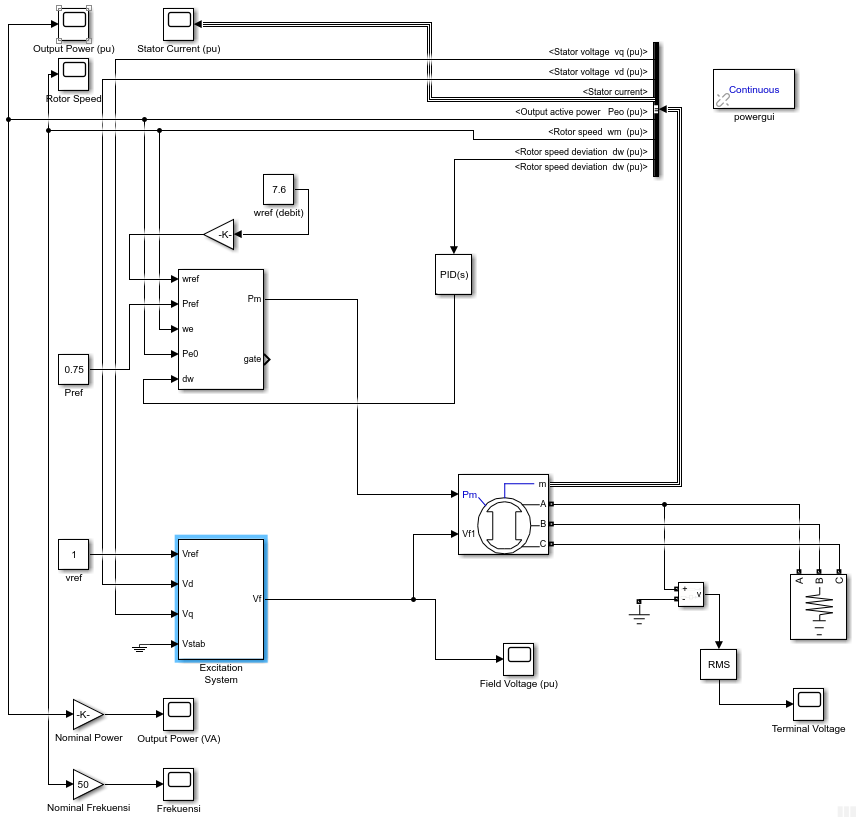 Output Power (pu)
Stator Current (pu)
Rotor Speed
<Stator voltage vq (pu)>
<Stator voltage vd (pu)>
<Stator current>
<Output active power Peo (pu)>
<Rotor speed wm (pu)>
<Rotor speed deviation dw (pu)>
<Rotor speed deviation dw (pu)>
Continuous
powergui
7.6
wref (debit)
-K-
PID(s)
wref
Pref
we
Pe0
dw
Pm
gate
0.75
Pref
Pm
Vf1
m
A
B
C
1
vref
Vref
Vd
Vq
Vstab
Vf
Excitation
System
A
B
C
+
-
v
RMS
Field Voltage (pu)
Terminal Voltage
-K-
Nominal Power
Output Power (VA)
50
Nominal Frekuensi
Frekuensi